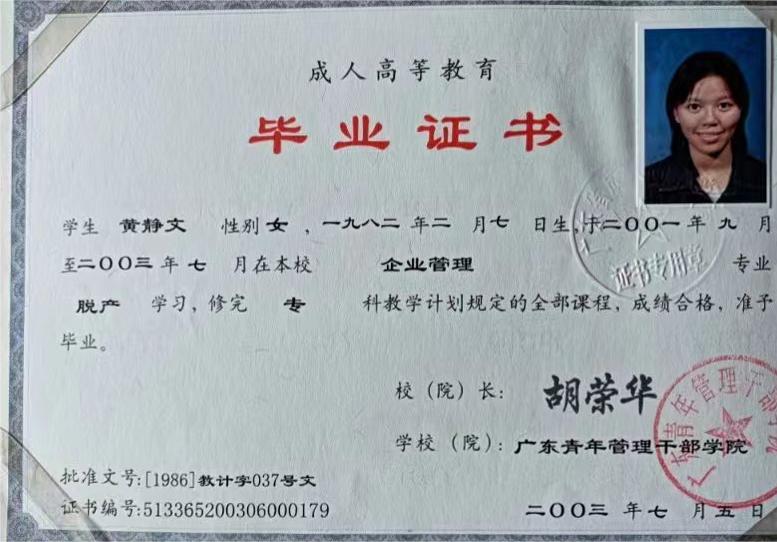 成人高等教育
毕业证书
学生 黄静文 性别 女 ，一九八二 年 二 月 七 日生，于二〇〇一 年 九 月
至二〇〇三 年 七 月在本校 企业管理 专业
脱产 学习，修完 专 科教学计划规定的全部课程，成绩合格，准予
毕业。
证书专用章
校（院）长： 胡荣华
学校（院）：广东青年管理干部学院
批准文号:[1986]教计字037号文
证书编号:513365200306000179
二〇〇三 年 七 月 五 日